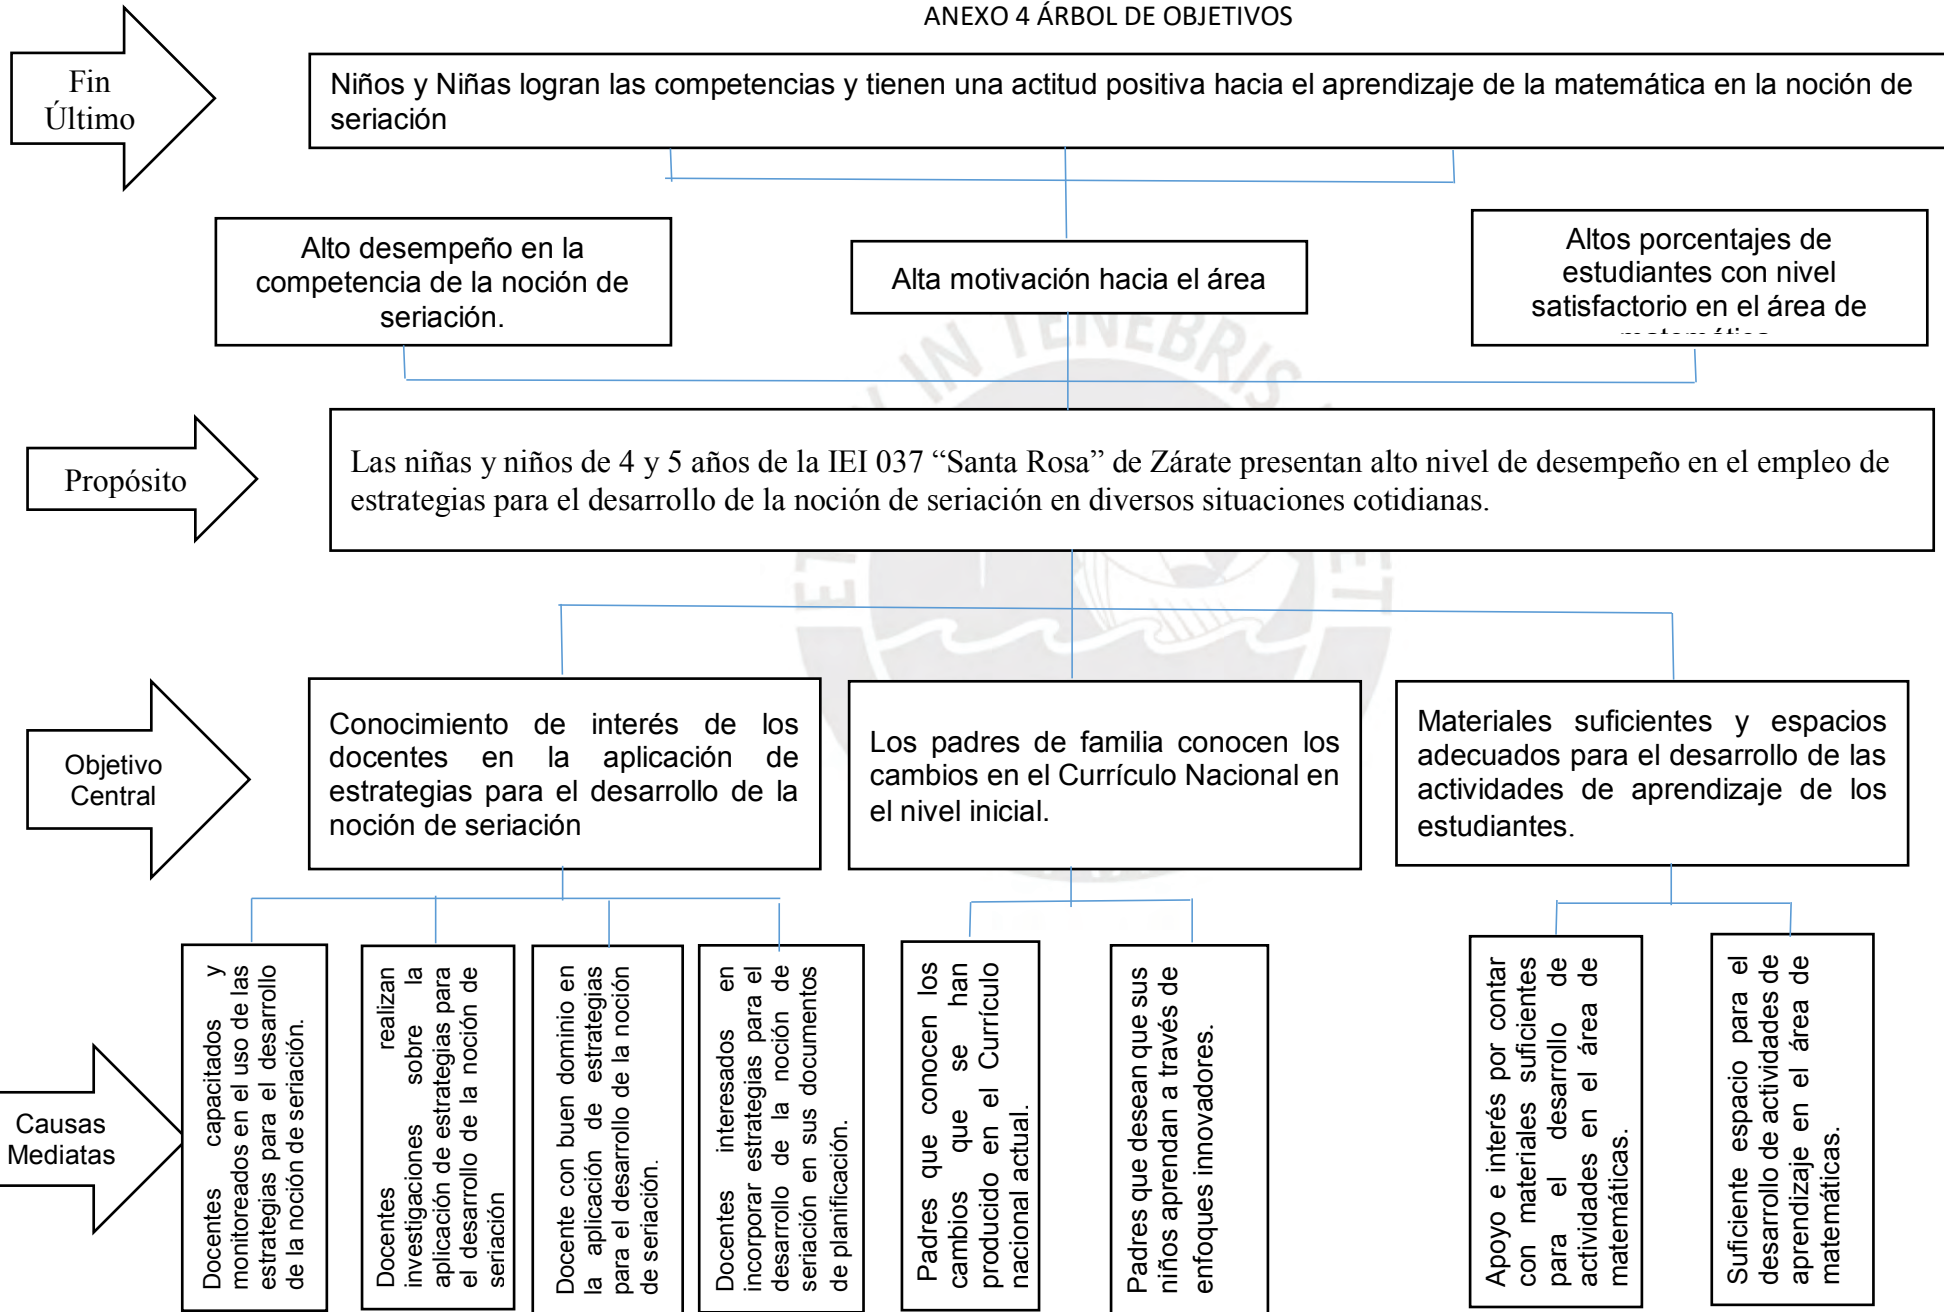 ANEXO 4 ÁRBOL DE OBJETIVOS
Fin
Último
Niños y Niñas logran las competencias y tienen una actitud positiva hacia el aprendizaje de la matemática en la noción de
seriación
Alto desempeño en la
competencia de la noción de
seriación.
Alta motivación hacia el área
Altos porcentajes de
estudiantes con nivel
satisfactorio en el área de
IN TENEBRIS
Propósito
Las niñas y niños de 4 y 5 años de la IEI 037 “Santa Rosa” de Zárate presentan alto nivel de desempeño en el empleo de
estrategias para el desarrollo de la noción de seriación en diversos situaciones cotidianas.
ET
Objetivo
Central
Conocimiento de interés de los
docentes en la aplicación de
estrategias para el desarrollo de la
noción de seriación
Los padres de familia conocen los
cambios en el Currículo Nacional en
el nivel inicial.
Materiales suficientes y espacios
adecuados para el desarrollo de las
actividades de aprendizaje de los
estudiantes.
Causas
Mediatas
Docentes capacitados y
monitoreados en el uso de las
estrategias para el desarrollo
de la noción de seriación.
Docentes realizan
investigaciones sobre la
aplicación de estrategias para
el desarrollo de la noción de
seriación
Docente con buen dominio en
la aplicación de estrategias
para el desarrollo de la noción
de seriación.
Docentes interesados en
incorporar estrategias para el
desarrollo de la noción de
seriación en sus documentos
de planificación.
Padres que conocen los
cambios que se han
producido en el Currículo
nacional actual.
Padres que desean que sus
niños aprendan a través de
enfoques innovadores.
Apoyo e interés por contar
con materiales suficientes
para el desarrollo de
actividades en el área de
matemáticas.
Suficiente espacio para el
desarrollo de actividades de
aprendizaje en el área de
matemáticas.